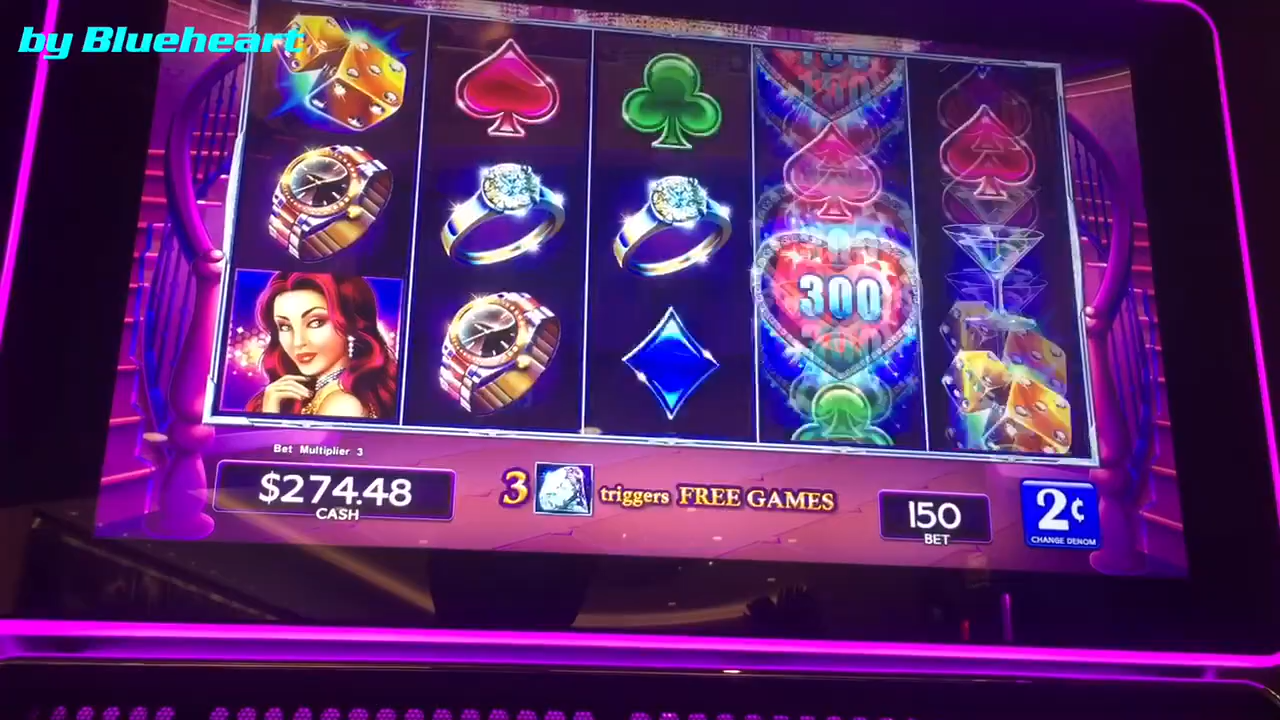 by Blueheart
300
Bet Multiplier 3
$274.48
CASH
3 triggers FREE GAMES
150
BET
2¢
CHANGE DENOM